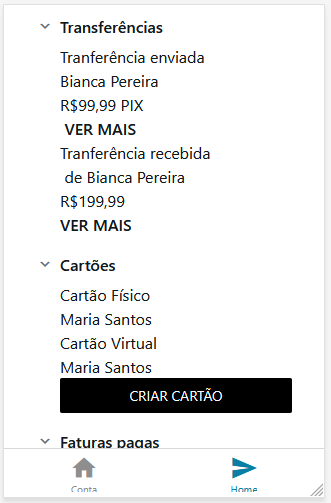 Transferências
Tranferência enviada
Bianca Pereira
R$99,99 PIX
VER MAIS
Tranferência recebida
de Bianca Pereira
R$199,99
VER MAIS
Cartões
Cartão Físico
Maria Santos
Cartão Virtual
Maria Santos
CRIAR CARTÃO
Faturas pagas
Conta
Home